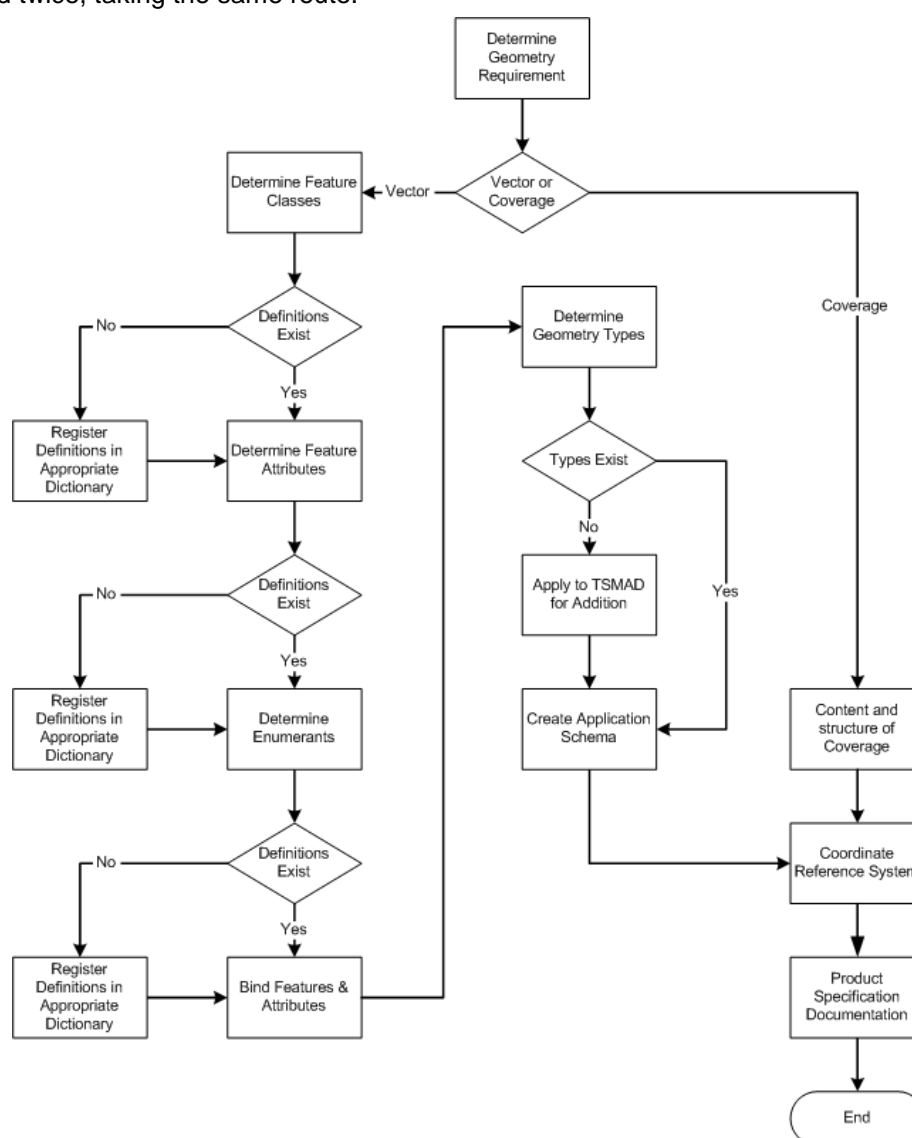 d twice, taking the same route.
Determine
Geometry
Requirement
Vector or
Coverage
Vector
Determine Feature
Classes
Coverage
Definitions
Exist
No
Yes
Register
Definitions in
Appropriate
Dictionary
Determine Feature
Attributes
Definitions
Exist
No
Yes
Register
Definitions in
Appropriate
Dictionary
Determine
Enumerants
Definitions
Exist
No
Yes
Register
Definitions in
Appropriate
Dictionary
Bind Features &
Attributes
Determine
Geometry Types
Types Exist
No
Yes
Apply to TSMAD
for Addition
Create Application
Schema
Content and
structure of
Coverage
Coordinate
Reference System
Product
Specification
Documentation
End